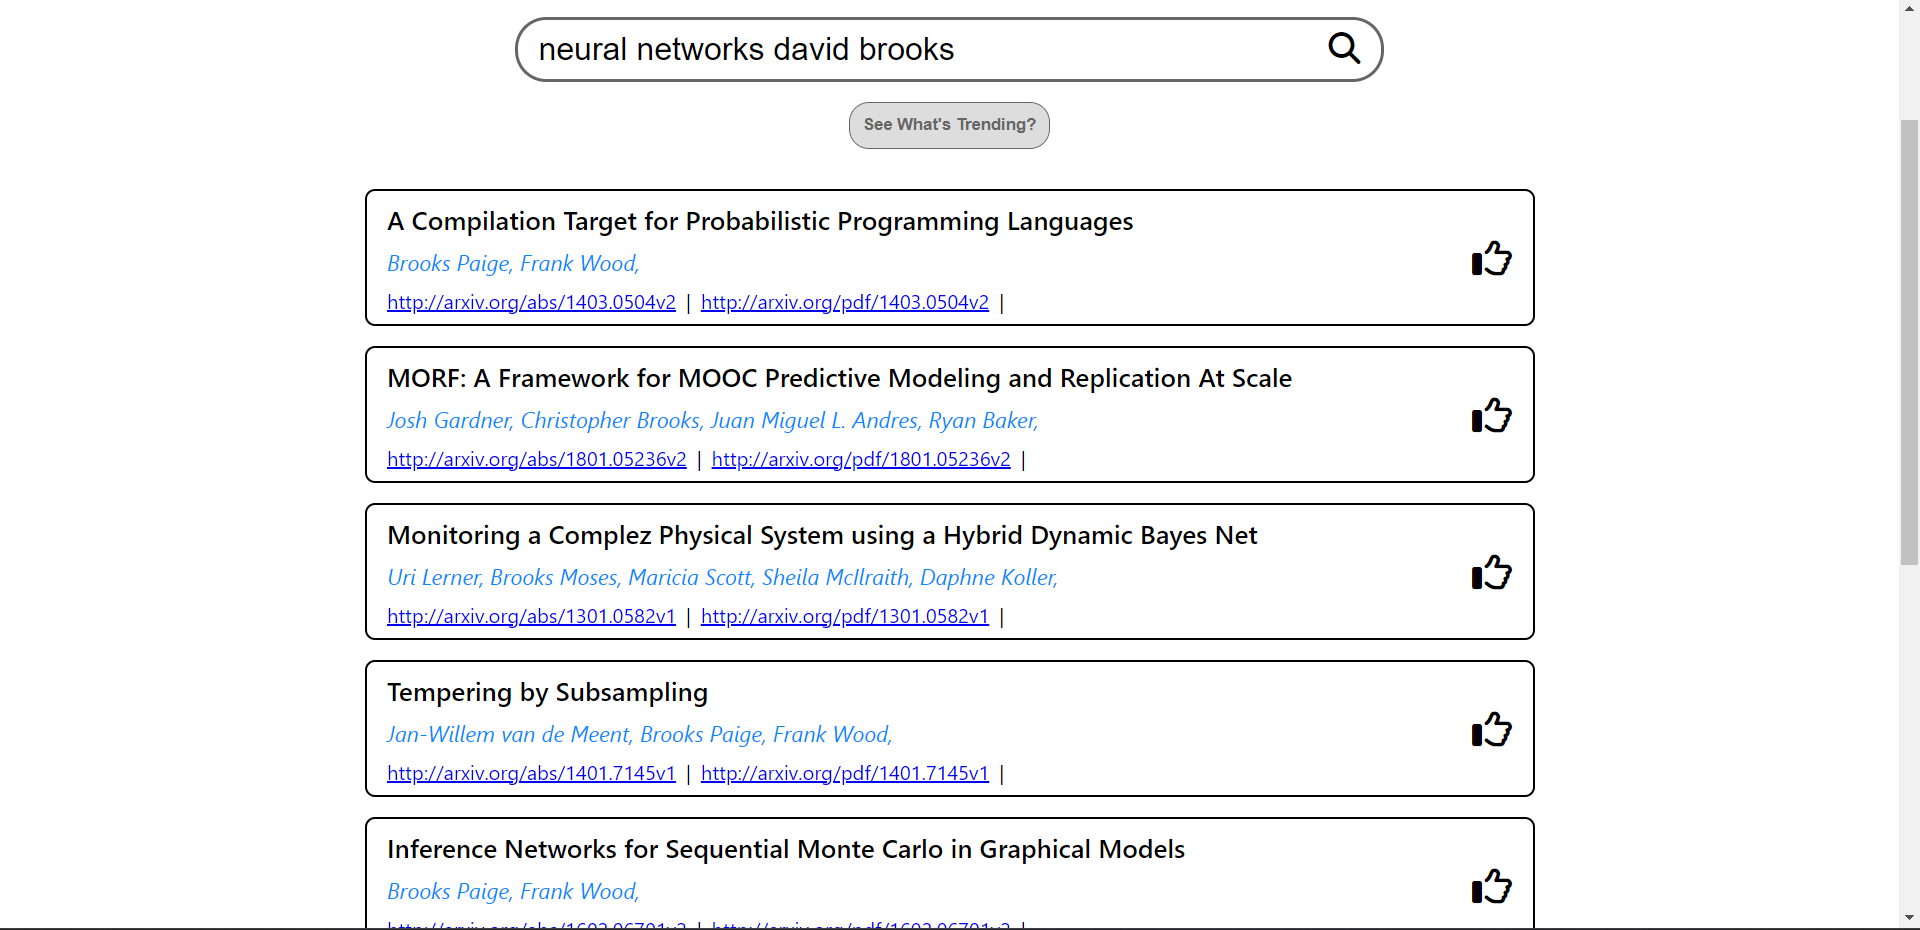 neural networks david brooks
See What's Trending?
A Compilation Target for Probabilistic Programming Languages
Brooks Paige, Frank Wood,
http://arxiv.org/abs/1403.0504v2 | http://arxiv.org/pdf/1403.0504v2 |
MORF: A Framework for MOOC Predictive Modeling and Replication At Scale
Josh Gardner, Christopher Brooks, Juan Miguel L. Andres, Ryan Baker,
http://arxiv.org/abs/1801.05236v2 | http://arxiv.org/pdf/1801.05236v2 |
Monitoring a Complez Physical System using a Hybrid Dynamic Bayes Net
Uri Lerner, Brooks Moses, Maricia Scott, Sheila McIlraith, Daphne Koller,
http://arxiv.org/abs/1301.0582v1 | http://arxiv.org/pdf/1301.0582v1 |
Tempering by Subsampling
Jan-Willem van de Meent, Brooks Paige, Frank Wood,
http://arxiv.org/abs/1401.7145v1 | http://arxiv.org/pdf/1401.7145v1 |
Inference Networks for Sequential Monte Carlo in Graphical Models
Brooks Paige, Frank Wood,